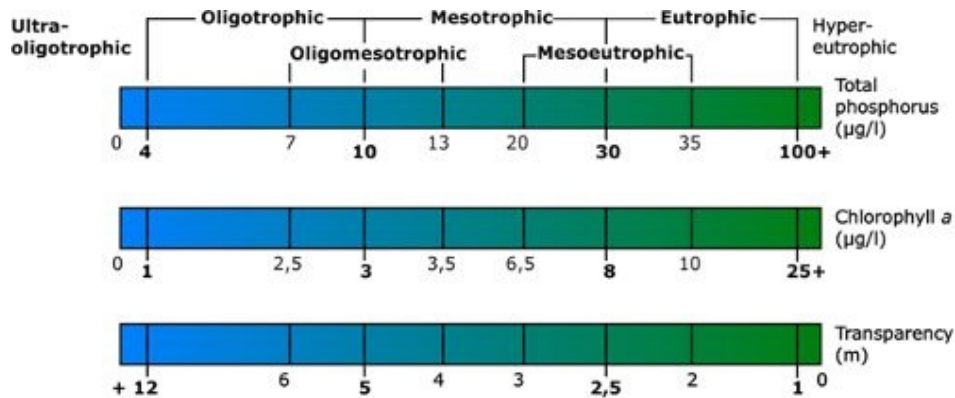 Ultra-
oligotrophic
Oligotrophic
Mesotrophic
Eutrophic
Hyper-
eutrophic
Oligomesotrophic
Mesoeutrophic
Total
phosphorus
(µg/l)
0 4 7 10 13 20 30 35 100+
Chlorophyll a
(µg/l)
0 1 2,5 3 3,5 6,5 8 10 25+
Transparency
(m)
+ 12 6 5 4 3 2,5 2 1 0